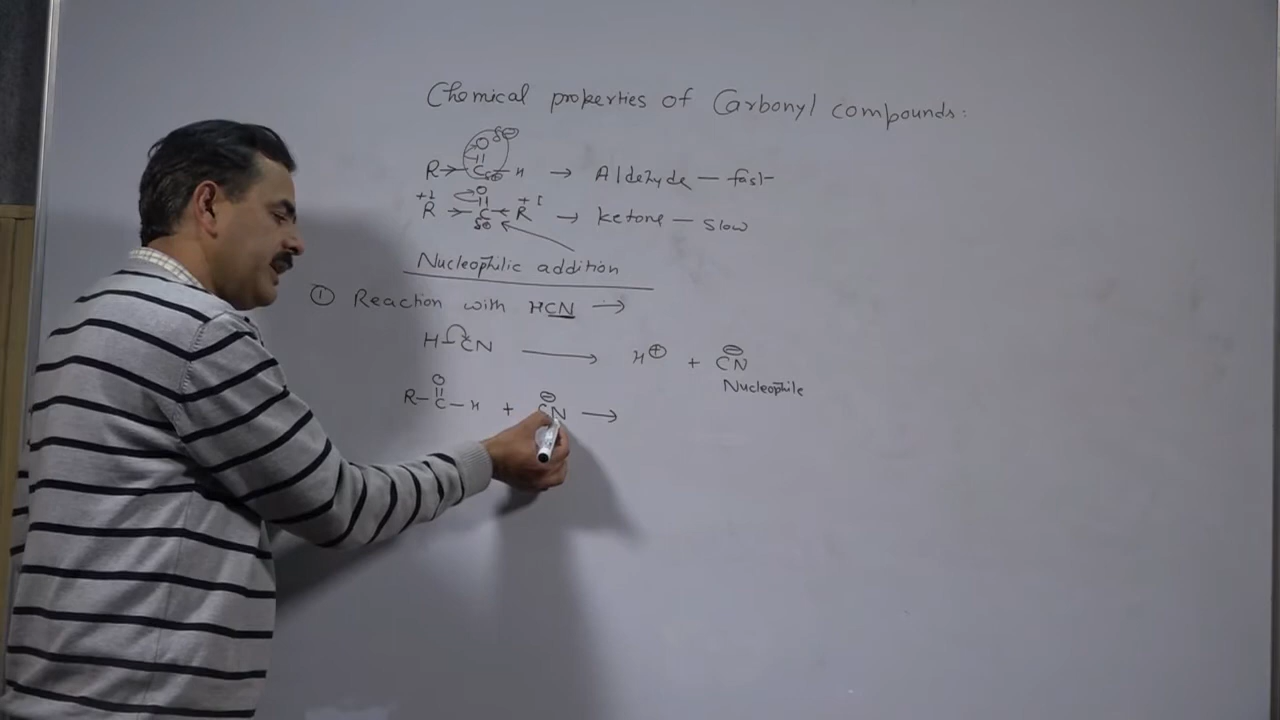 Chemical properties of Carbonyl compounds:
O δ⊖
R → C δ⊕ – H → Aldehyde – fast
+I O +I
R → C ← R → ketone – slow
δ⊕
Nucleophilic addition
① Reaction with HCN →
H – CN → H⊕ + CN⊖
Nucleophile
O
R – C – H + CN⊖ →